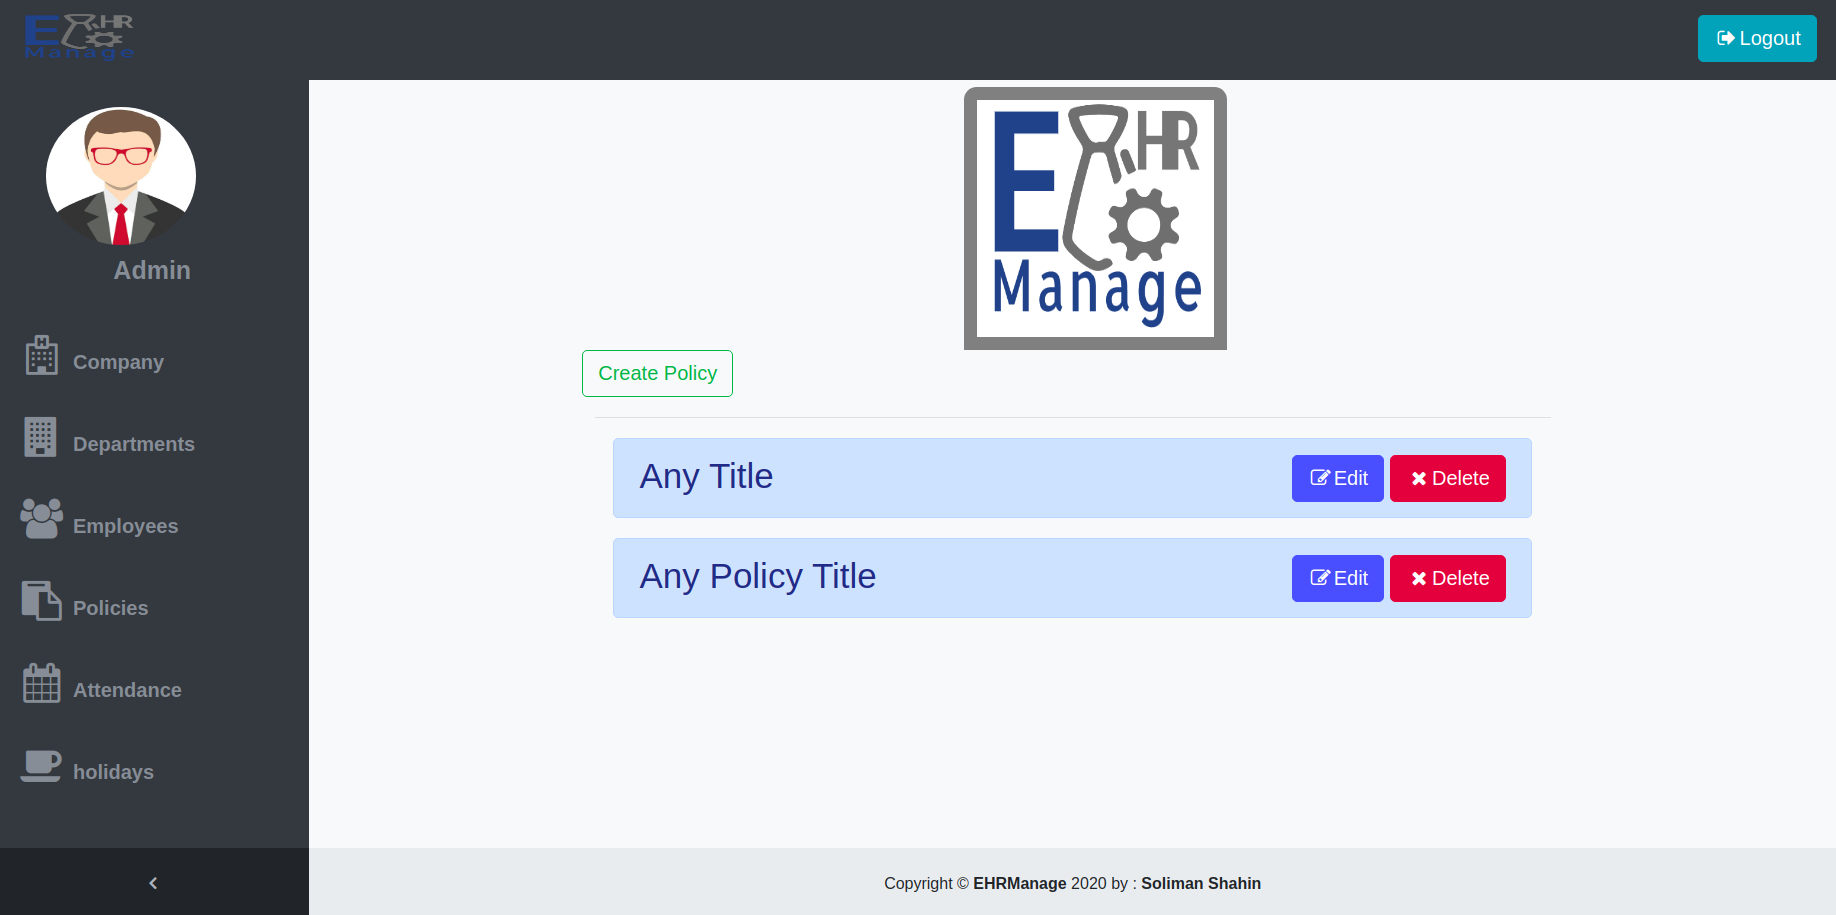 E HR
Manage
Logout
Admin
Company
Departments
Employees
Policies
Attendance
holidays
E HR
Manage
Create Policy
Any Title
Edit Delete
Any Policy Title
Edit Delete
Copyright © EHRManage 2020 by : Soliman Shahin